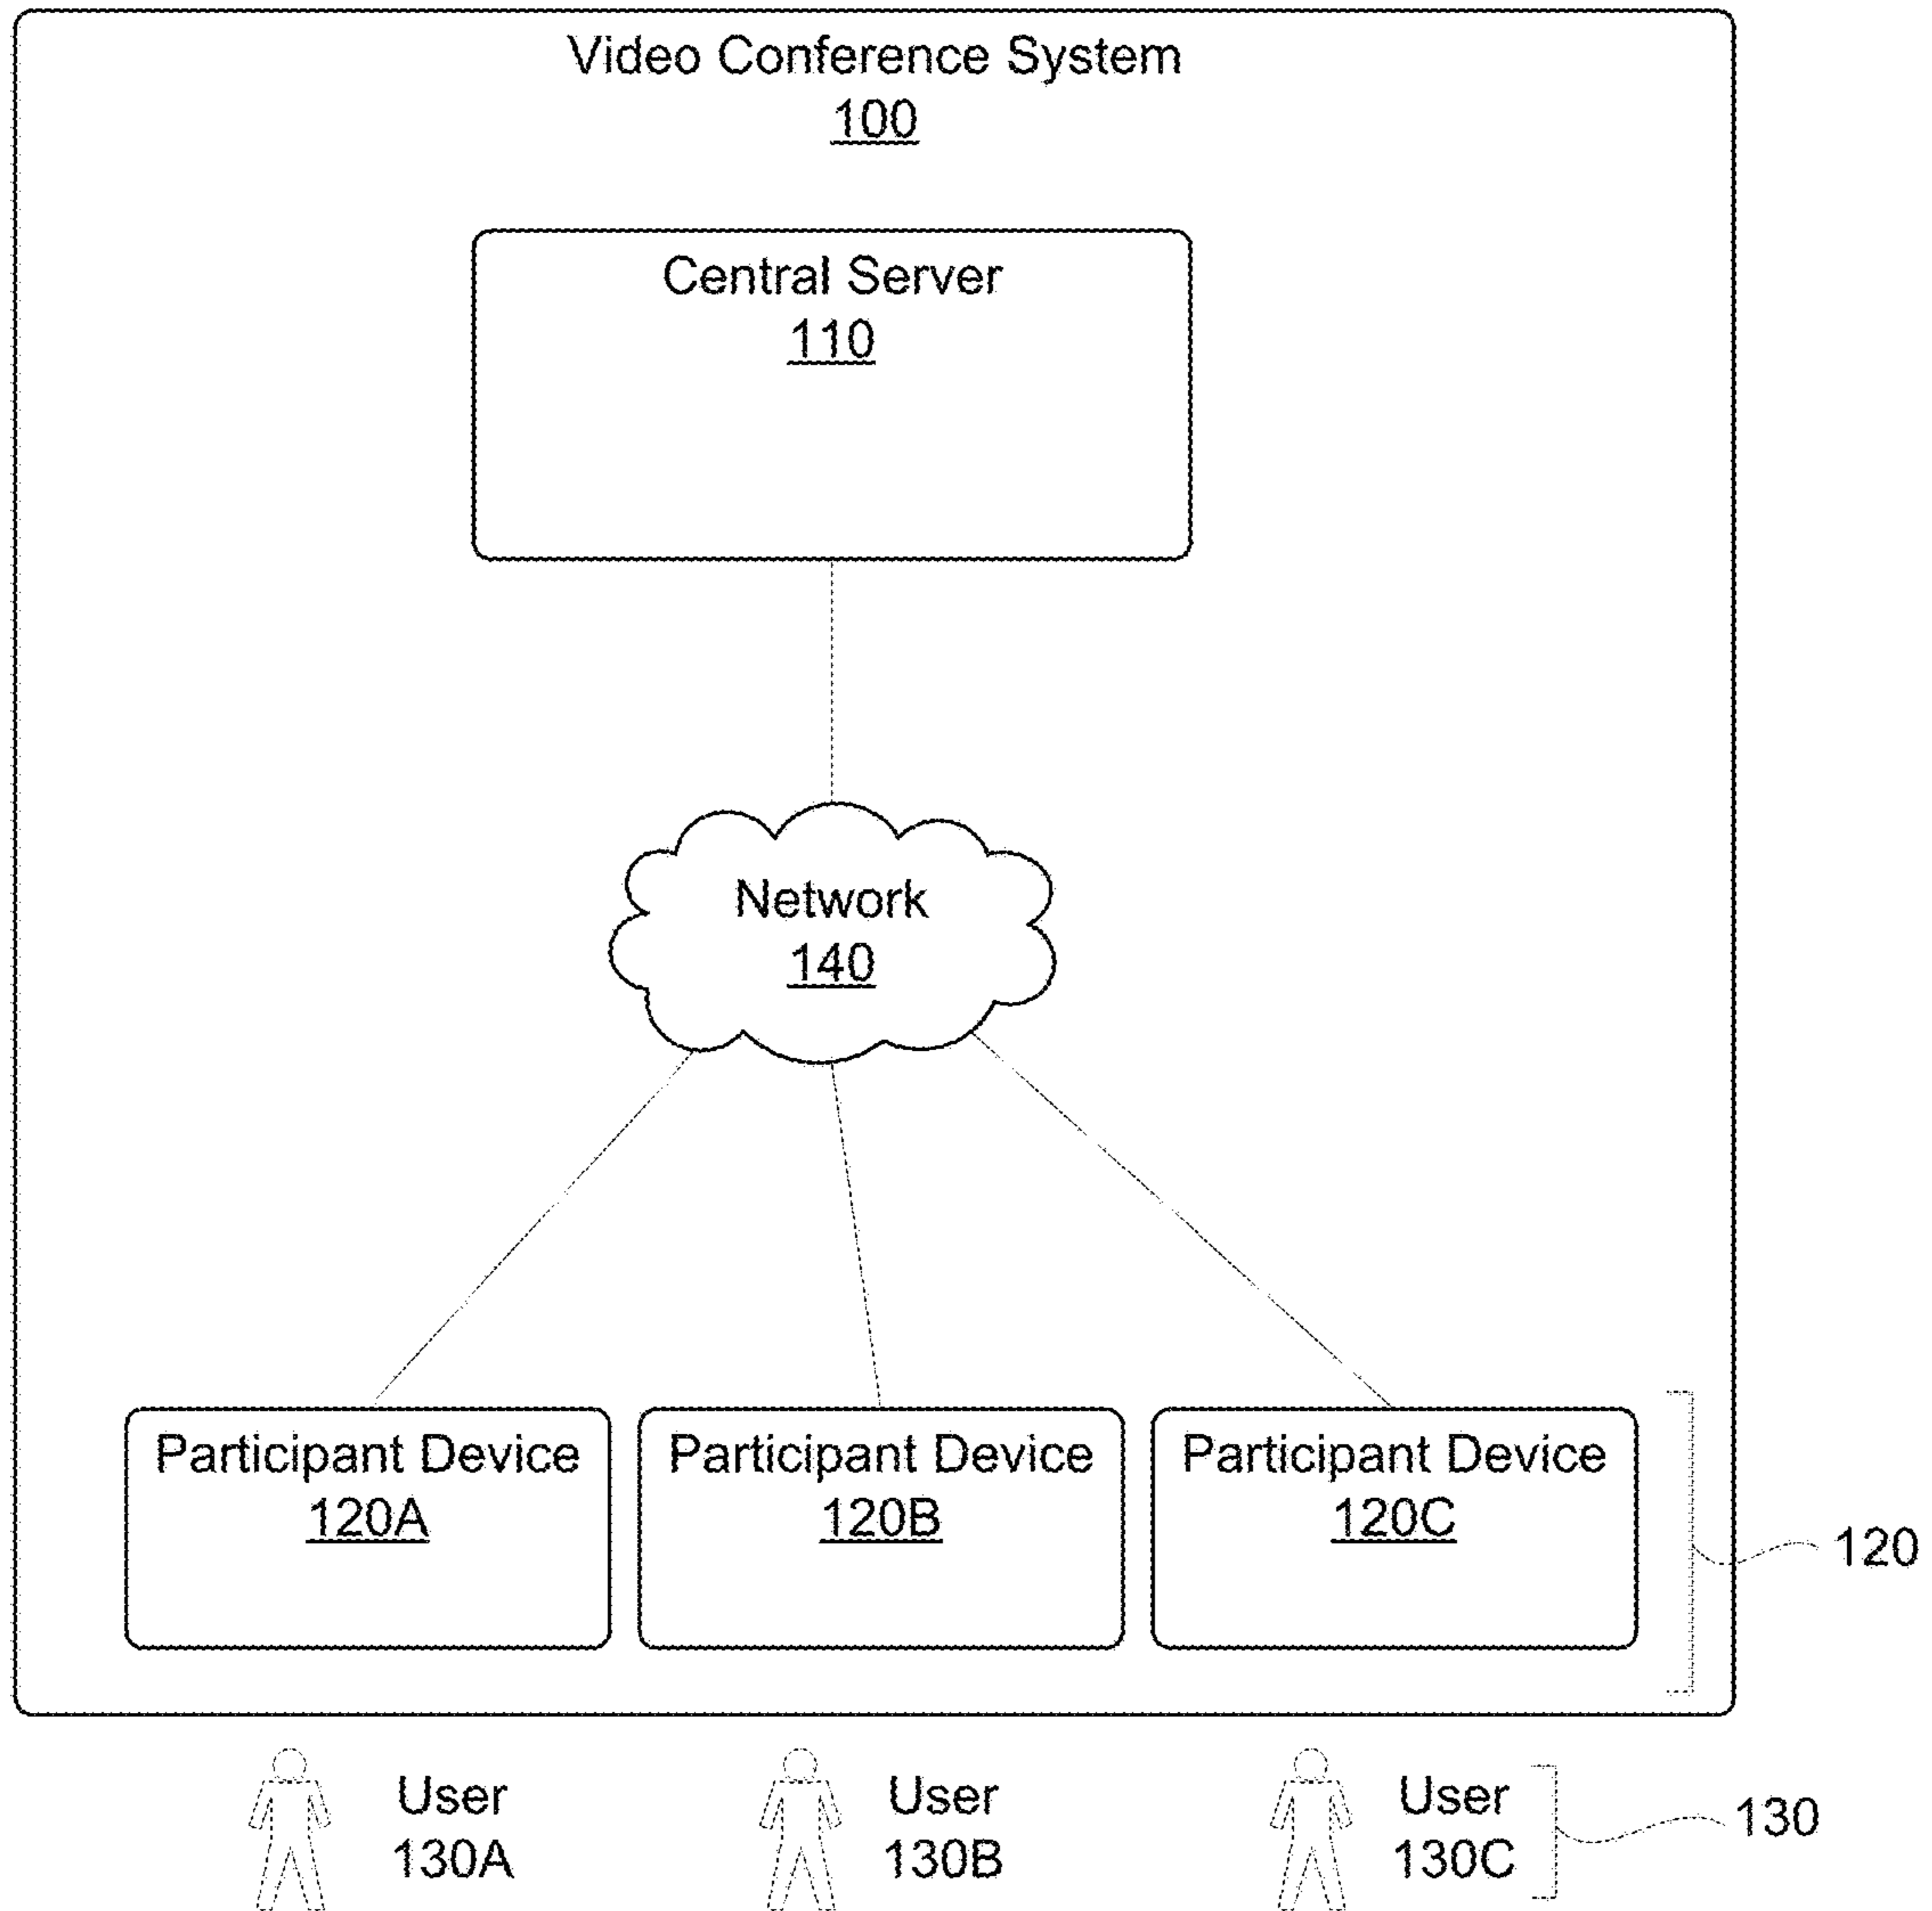 Video Conference System
100
Central Server
110
Network
140
Participant Device
120A
Participant Device
120B
Participant Device
120C
120
User
130A
User
130B
User
130C
130